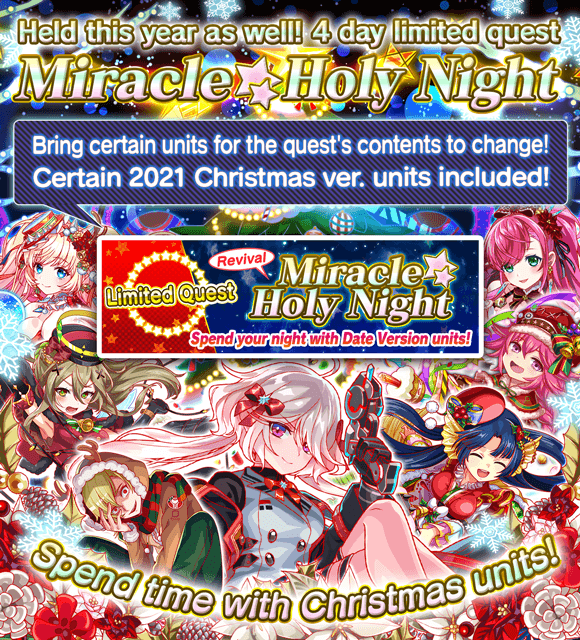 Held this year as well! 4 day limited quest
Miracle Holy Night
Bring certain units for the quest's contents to change!
Certain 2021 Christmas ver. units included!
Revival
Limited Quest
Miracle
Holy Night
Spend your night with Date Version units!
Spend time with Christmas units!